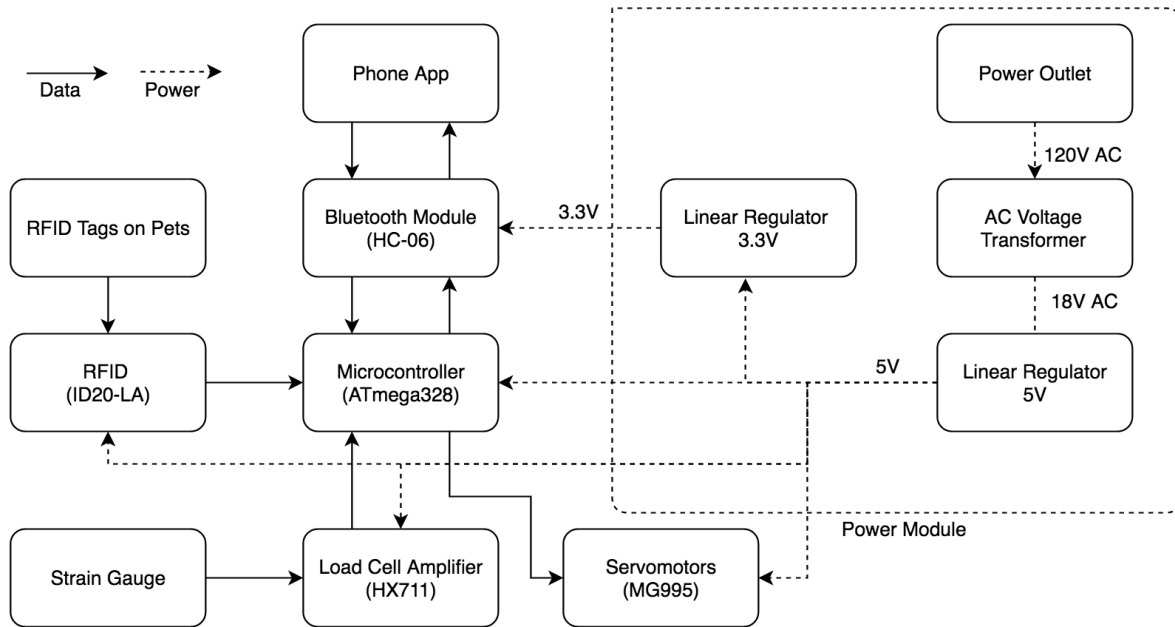 Data
Power
Phone App
Power Outlet
120V AC
RFID Tags on Pets
Bluetooth Module
(HC-06)
3.3V
Linear Regulator
3.3V
AC Voltage
Transformer
18V AC
RFID
(ID20-LA)
Microcontroller
(ATmega328)
5V
Linear Regulator
5V
Power Module
Strain Gauge
Load Cell Amplifier
(HX711)
Servomotors
(MG995)